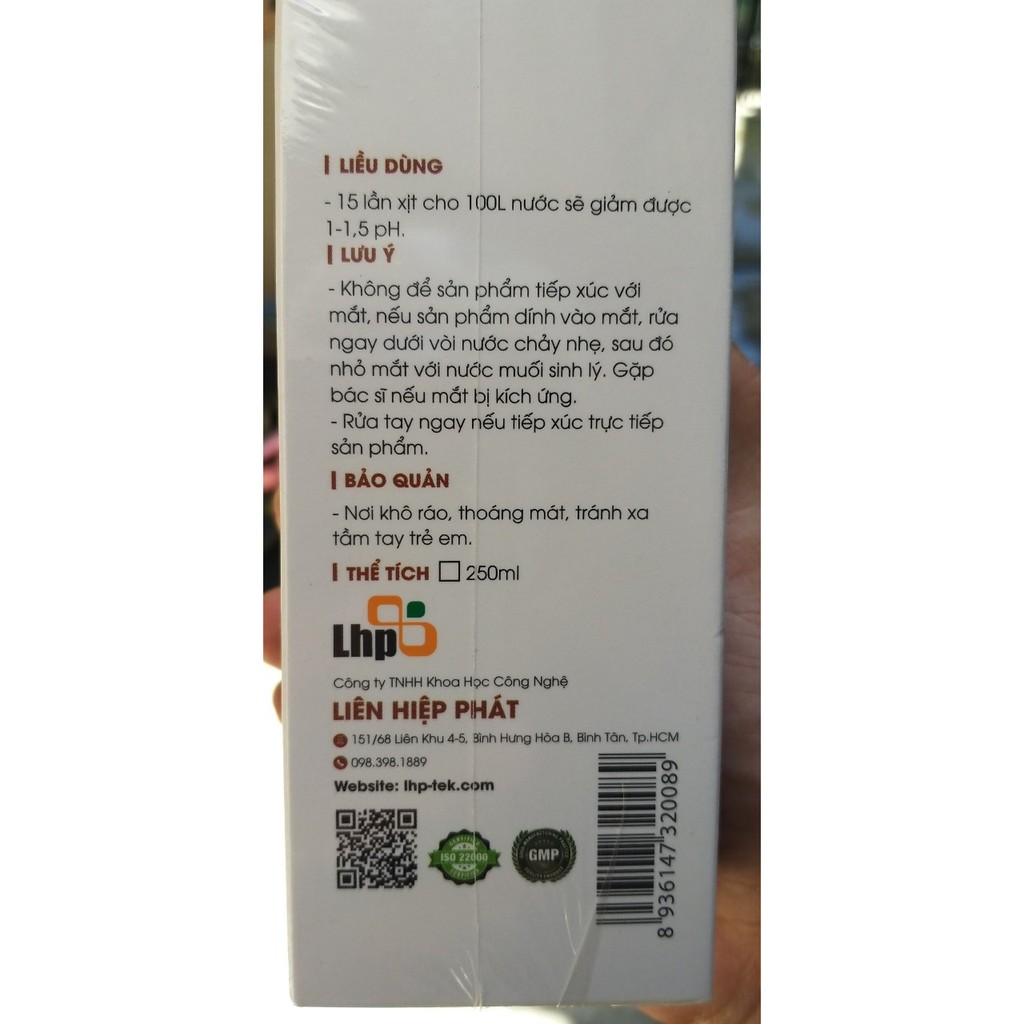 LIỀU DÙNG
- 15 lần xịt cho 100L nước sẽ giảm được
1-1,5 pH.
LƯU Ý
- Không để sản phẩm tiếp xúc với
mắt, nếu sản phẩm dính vào mắt, rửa
ngay dưới vòi nước chảy nhẹ, sau đó
nhỏ mắt với nước muối sinh lý. Gặp
bác sĩ nếu mắt bị kích ứng.
- Rửa tay ngay nếu tiếp xúc trực tiếp
sản phẩm.
BẢO QUẢN
- Nơi khô ráo, thoáng mát, tránh xa
tầm tay trẻ em.
THỂ TÍCH 250ml
Lhp
Công ty TNHH Khoa Học Công Nghệ
LIÊN HIỆP PHÁT
151/68 Liên Khu 4-5, Bình Hưng Hòa B, Bình Tân, Tp.HCM
098.398.1889
Website: lhp-tek.com
CERTIFIED
ISO 22000
CERTIFIED
GMP
8 936147 320089